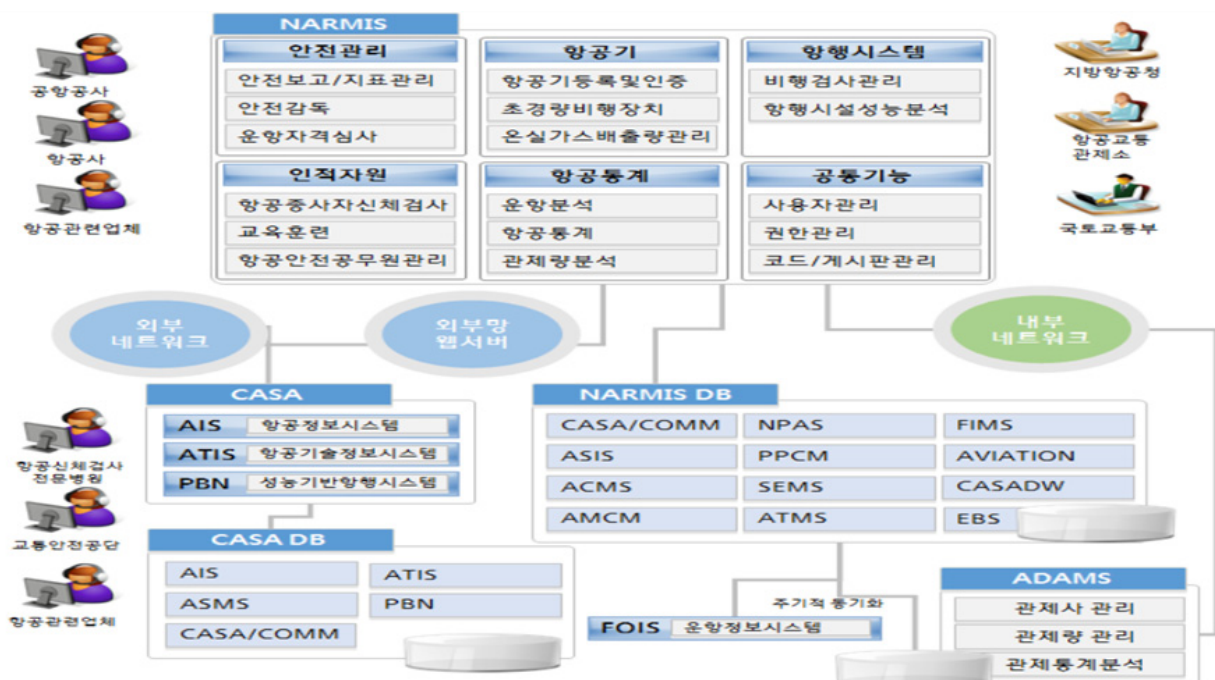 NARMIS
안전관리
안전보고/지표관리
안전감독
운항자격심사
항공기
항공기등록및인증
초경량비행장치
온실가스배출량관리
항행시스템
비행검사관리
항행시설성능분석
인적자원
항공종사자신체검사
교육훈련
항공안전공무원관리
항공통계
운항분석
항공통계
관제량분석
공통기능
사용자관리
권한관리
코드/게시판관리
공항공사
항공사
항공관련업체
지방항공청
항공교통
관제소
국토교통부
외부
네트워크
외부망
웹서버
내부
네트워크
CASA
AIS 항공정보시스템
ATIS 항공기술정보시스템
PBN 성능기반항행시스템
항공신체검사
전문병원
교통안전공단
항공관련업체
CASA DB
AIS
ATIS
ASMS
PBN
CASA/COMM
NARMIS DB
CASA/COMM
NPAS
FIMS
ASIS
PPCM
AVIATION
ACMS
SEMS
CASADW
AMCM
ATMS
EBS
주기적 동기화
FOIS 운항정보시스템
ADAMS
관제사 관리
관제량 관리
관제통계분석